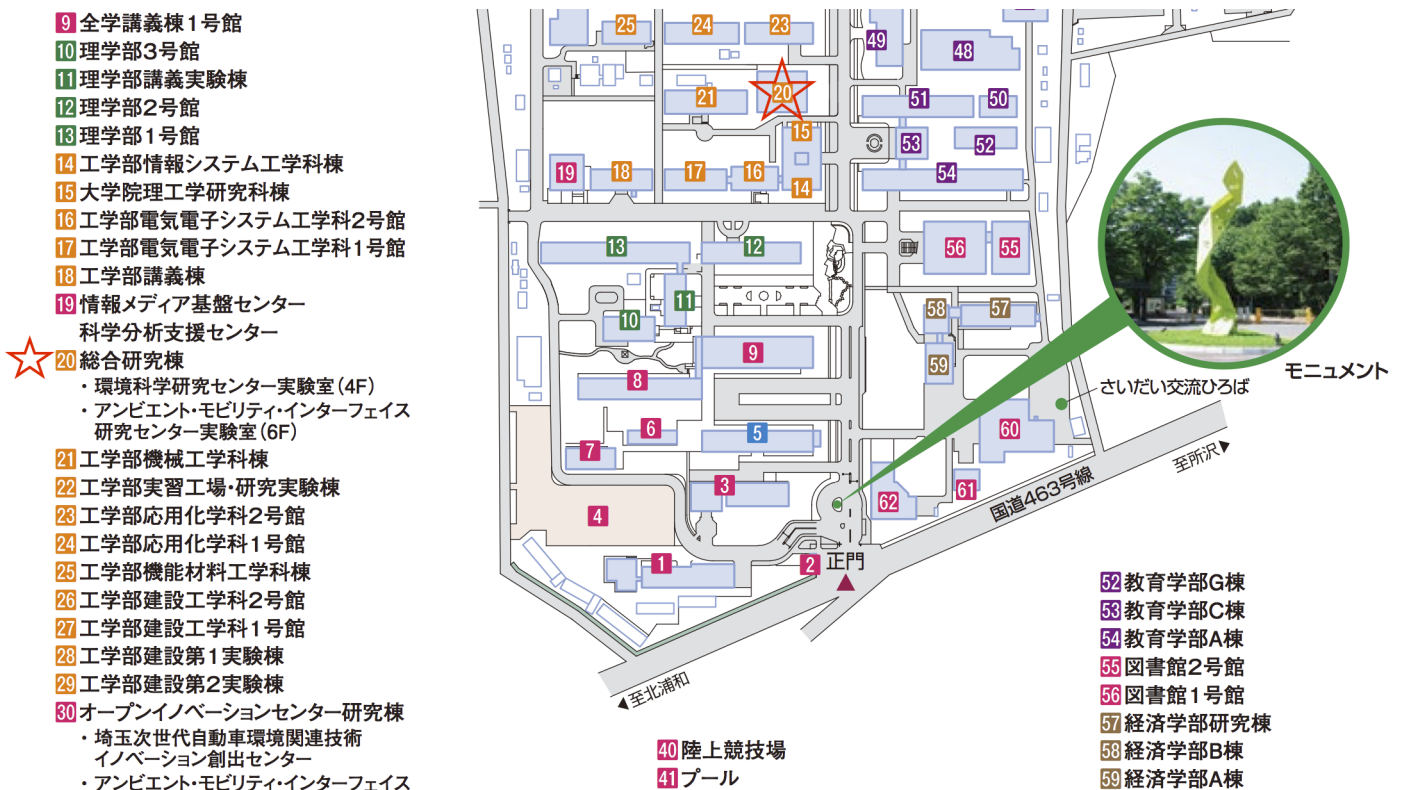 9 全学講義棟1号館
10 理学部3号館
11 理学部講義実験棟
12 理学部2号館
13 理学部1号館
14 工学部情報システム工学科棟
15 大学院理工学研究科棟
16 工学部電気電子システム工学科2号館
17 工学部電気電子システム工学科1号館
18 工学部講義棟
19 情報メディア基盤センター
科学分析支援センター
20 総合研究棟
・環境科学研究センター実験室(4F)
・アンビエント・モビリティ・インターフェイス
研究センター実験室(6F)
21 工学部機械工学科棟
22 工学部実習工場・研究実験棟
23 工学部応用化学科2号館
24 工学部応用化学科1号館
25 工学部機能材料工学科棟
26 工学部建設工学科2号館
27 工学部建設工学科1号館
28 工学部建設第1実験棟
29 工学部建設第2実験棟
30 オープンイノベーションセンター研究棟
・埼玉次世代自動車環境関連技術
イノベーション創出センター
・アンビエント・モビリティ・インターフェイス
25 24 23 49 48
21 20 51 50
15 53 52
19 18 17 16 14 54
13 12 56 55
11 10 58 57
9 59
8
6 5 60
7
3 62 61
4
1 2
モニュメント
さいだい交流ひろば
至所沢▶
国道463号線
正門
◀至北浦和
40 陸上競技場
41 プール
52 教育学部G棟
53 教育学部C棟
54 教育学部A棟
55 図書館2号館
56 図書館1号館
57 経済学部研究棟
58 経済学部B棟
59 経済学部A棟